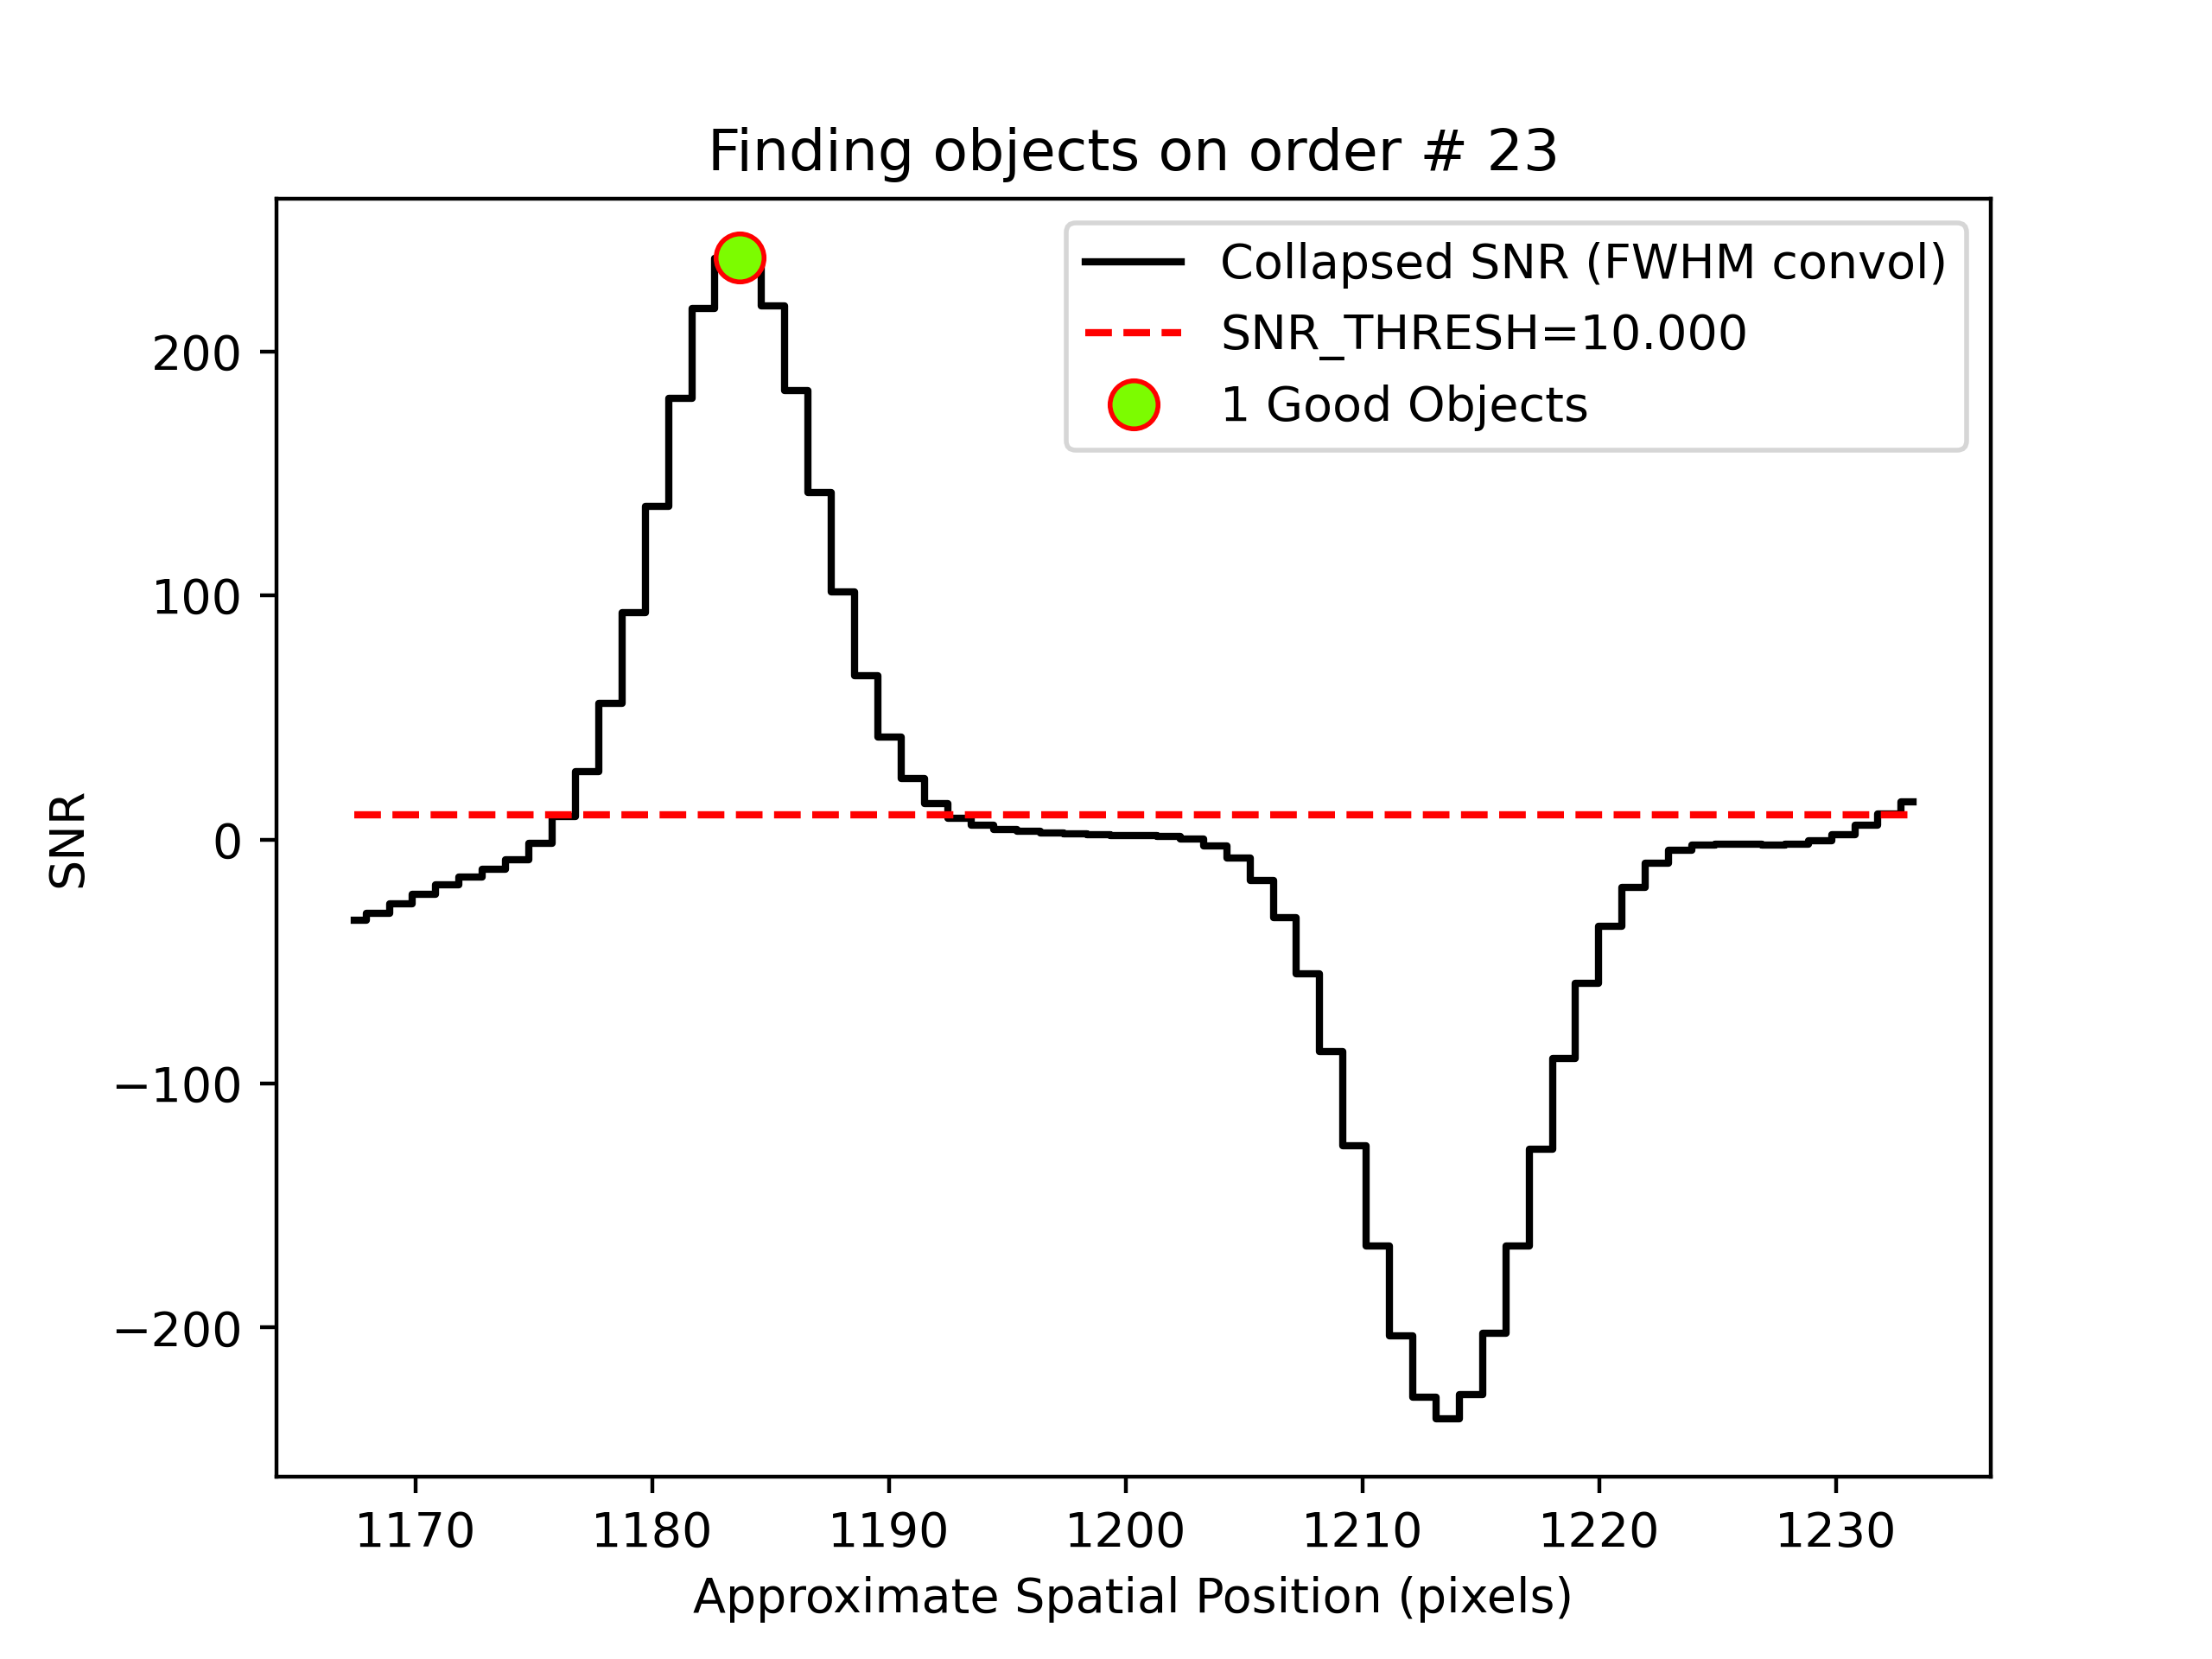 Finding objects on order # 23
Collapsed SNR (FWHM convol)
SNR_THRESH=10.000
1 Good Objects
200
100
0
−100
−200
SNR
1170 1180 1190 1200 1210 1220 1230
Approximate Spatial Position (pixels)